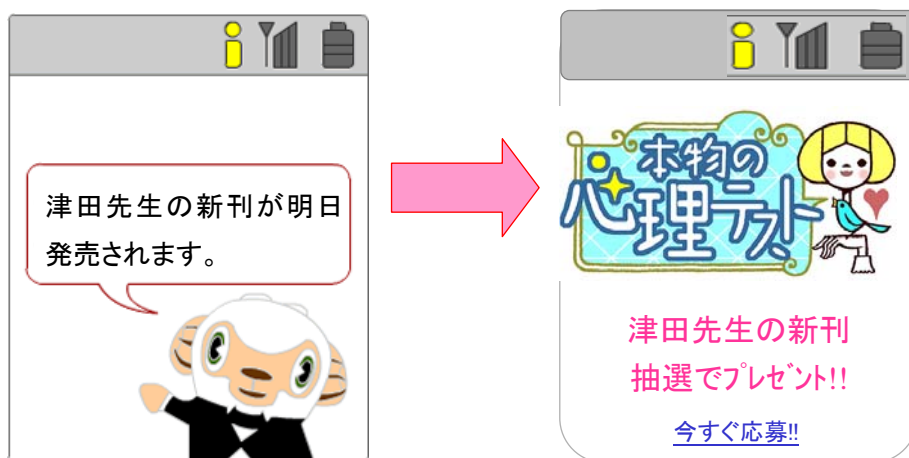 津田先生の新刊が明日
発売されます。
本物の
心理テスト
津田先生の新刊
抽選でﾌﾟﾚｾﾞﾝﾄ!!
今すぐ応募!!